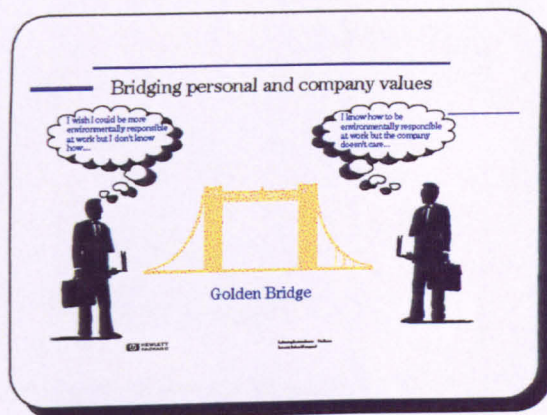 Bridging personal and company values
I wish I could be more
environmentally responsible
at work but I don't know
how....
I know how to be
environmentally responsible
at work but the company
doesn't care....
Golden Bridge
hp HEWLETT
PACKARD